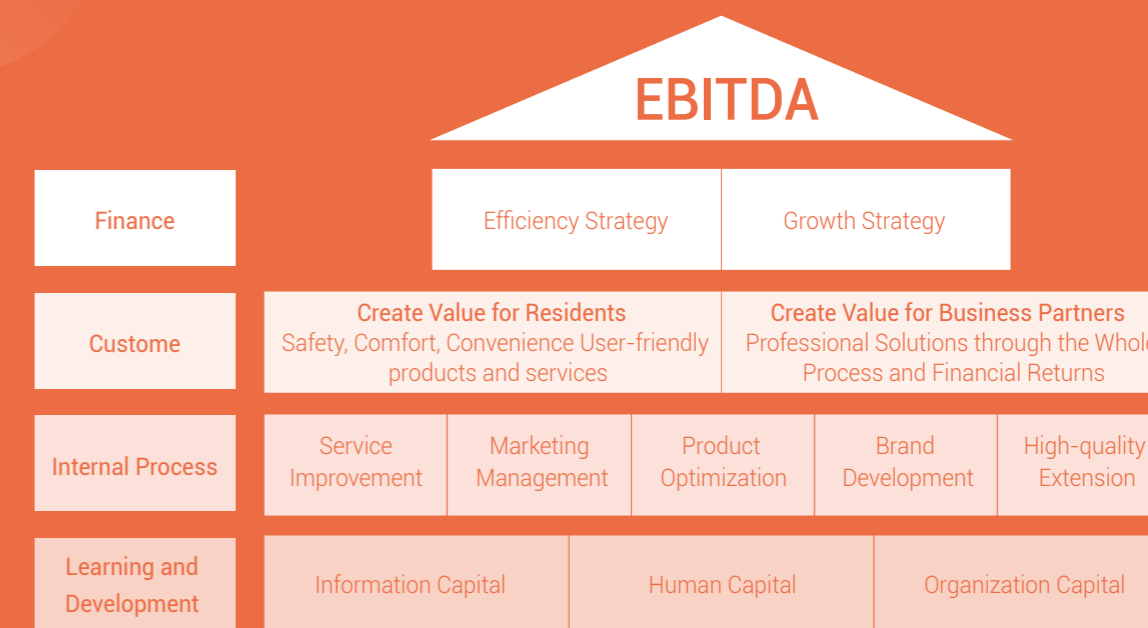 EBITDA
Finance
Efficiency Strategy
Growth Strategy
Custome
Create Value for Residents
Safety, Comfort, Convenience User-friendly
products and services
Create Value for Business Partners
Professional Solutions through the Whole
Process and Financial Returns
Internal Process
Service
Improvement
Marketing
Management
Product
Optimization
Brand
Development
High-quality
Extension
Learning and
Development
Information Capital
Human Capital
Organization Capital